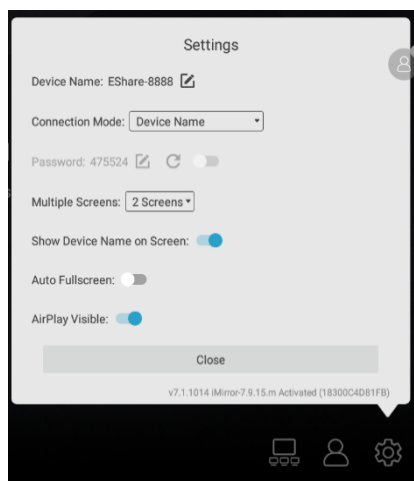 Settings
Device Name: EShare-8888
Connection Mode: Device Name
Password: 475524
Multiple Screens: 2 Screens
Show Device Name on Screen:
Auto Fullscreen:
AirPlay Visible:
Close
v7.1.1014 iMirror-7.9.15.m Activated (18300C4D81FB)